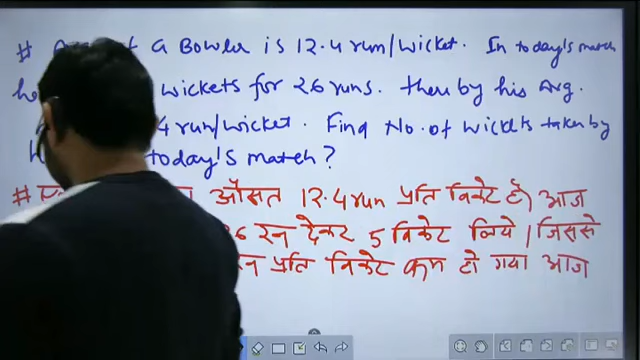 # of a Bowler is 12.4 run/wicket. In today's match
wickets for 26 runs. there by his Avg.
4 run/wicket. Find No. of wickets taken by
today's match?
# औसत 12.4 run प्रति विकेट है, आज
6 रन देकर 5 विकेट लिये, जिससे
प्रति विकेट कम हो गया आज